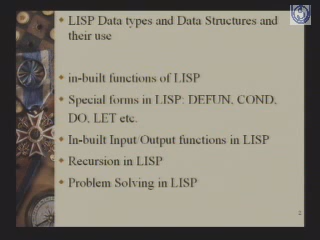 LISP Data types and Data Structures and
their use
in-built functions of LISP
Special forms in LISP: DEFUN, COND,
DO, LET etc.
In-built Input/Output functions in LISP
Recursion in LISP
Problem Solving in LISP
2